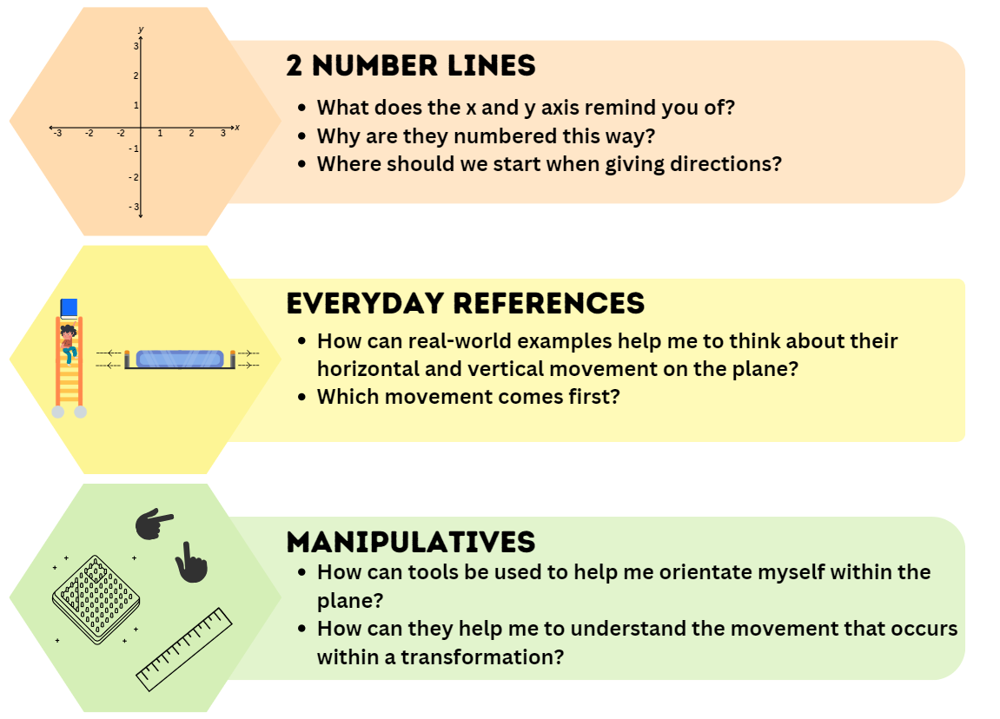 y
3
2
1
-3 -2 -2 1 2 3 x
- 1
- 2
- 3
2 NUMBER LINES
• What does the x and y axis remind you of?
• Why are they numbered this way?
• Where should we start when giving directions?
EVERYDAY REFERENCES
• How can real-world examples help me to think about their
horizontal and vertical movement on the plane?
• Which movement comes first?
MANIPULATIVES
• How can tools be used to help me orientate myself within the
plane?
• How can they help me to understand the movement that occurs
within a transformation?